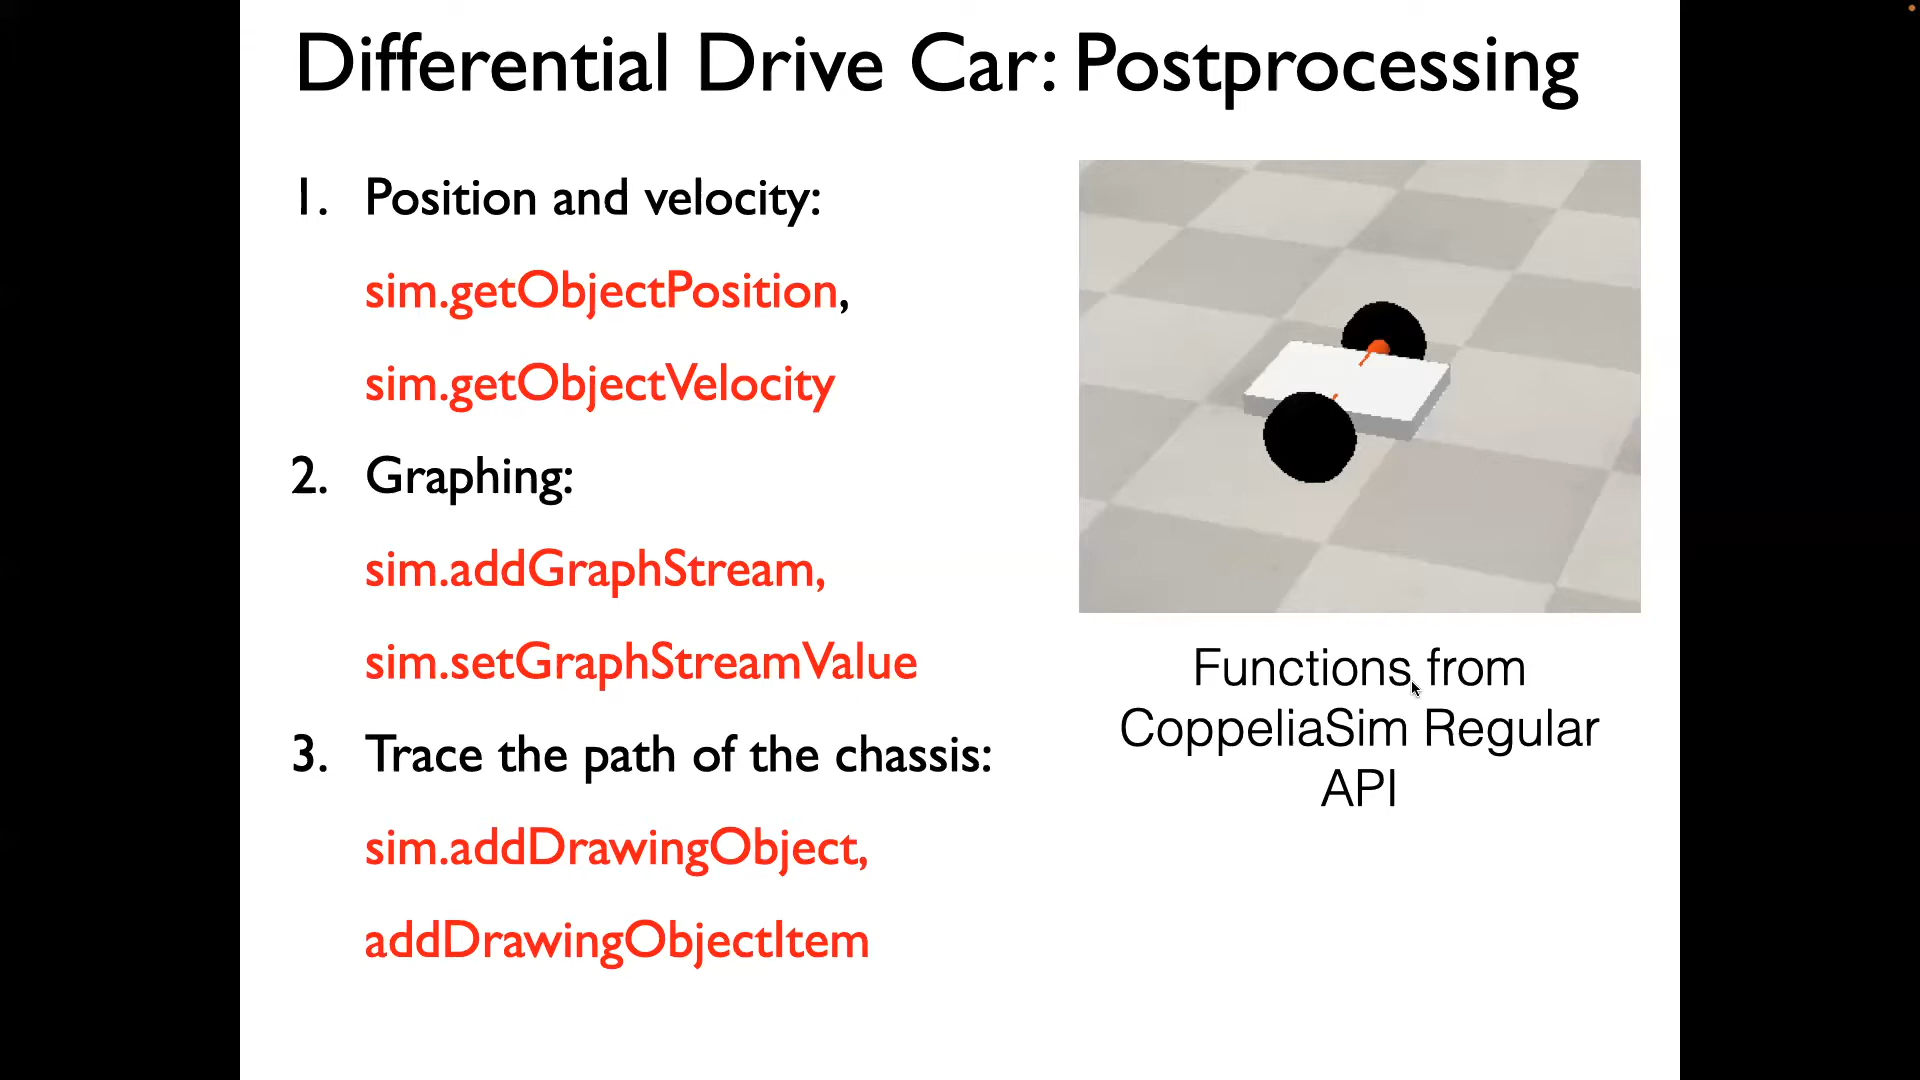 Differential Drive Car: Postprocessing
1. Position and velocity:
sim.getObjectPosition,
sim.getObjectVelocity
2. Graphing:
sim.addGraphStream,
sim.setGraphStreamValue
3. Trace the path of the chassis:
sim.addDrawingObject,
addDrawingObjectItem
Functions from
CoppeliaSim Regular
API